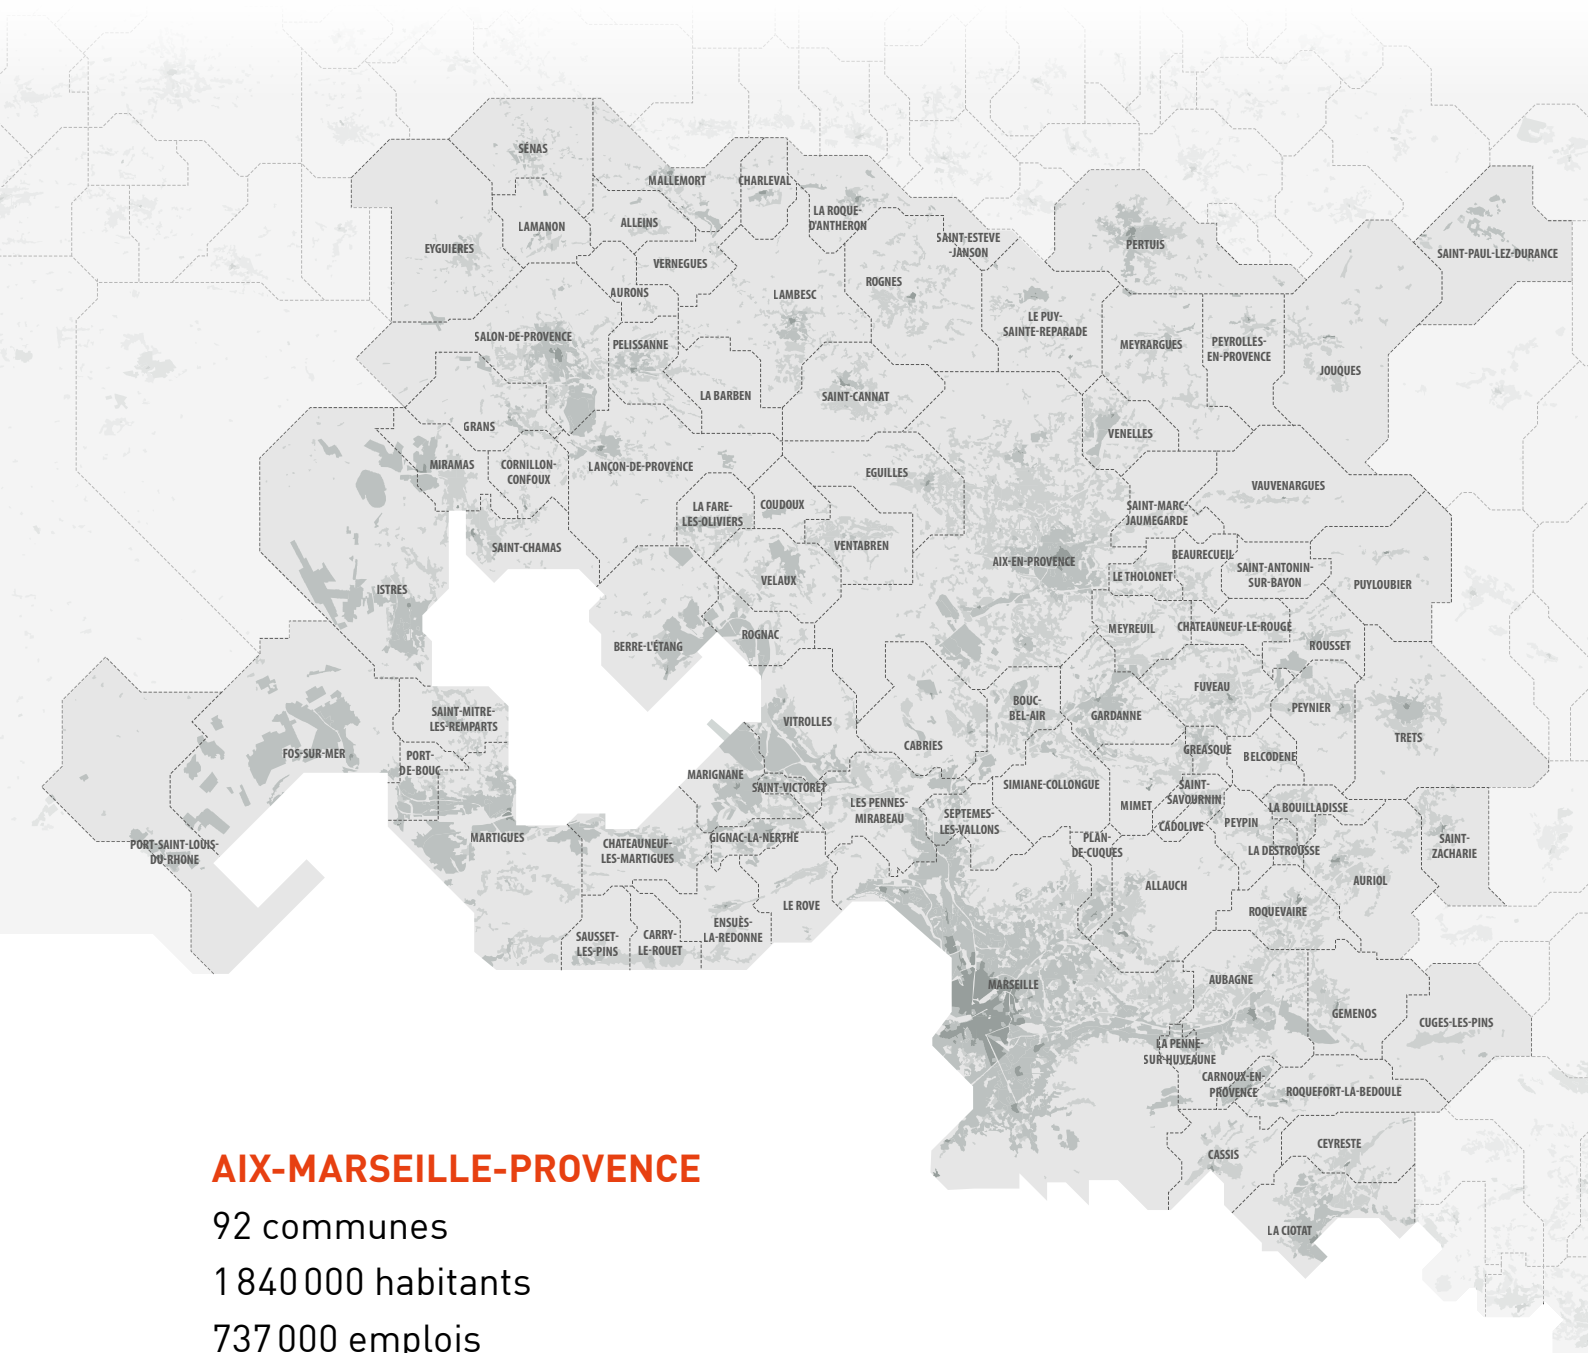 SÉNAS
MALLEMORT
CHARLEVAL
LA ROQUE-
D'ANTHERON
LAMANON
ALLEINS
EYGUIÈRES
VERNEGUES
SAINT-ESTEVE
-JANSON
PERTUIS
SAINT-PAUL-LEZ-DURANCE
AURONS
LAMBESC
ROGNES
LE PUY-
SAINTE-REPARADE
SALON-DE-PROVENCE
PELISSANNE
MEYRARGUES
PEYROLLES-
EN-PROVENCE
JOUQUES
LA BARBEN
SAINT-CANNAT
GRANS
VENELLES
MIRAMAS
CORNILLON-
CONFOUX
LANÇON-DE-PROVENCE
EGUILLES
VAUVENARGUES
LA FARE-
LES-OLIVIERS
COUDOUX
SAINT-MARC-
JAUMEGARDE
SAINT-CHAMAS
VENTABREN
AIX-EN-PROVENCE
BEAURECUEIL
SAINT-ANTONIN-
SUR-BAYON
LE THOLONET
VELAUX
PUYLOUBIER
ISTRES
BERRE-L'ÉTANG
ROGNAC
MEYREUIL
CHATEAUNEUF-LE-ROUGE
ROUSSET
FUVEAU
SAINT-MITRE-
LES-REMPARTS
VITROLLES
BOUC-
BEL-AIR
GARDANNE
PEYNIER
TRETS
FOS-SUR-MER
PORT-
DE-BOUC
CABRIES
GREASQUE
BELCODENE
MARIGNANE
SAINT-VICTORET
SIMIANE-COLLONGUE
LES PENNES-
MIRABEAU
SEPTEMES-
LES-VALLONS
MIMET
SAINT-
SAVOURNIN
LA BOUILLADISSE
CADOLIVE
PEYPIN
PORT-SAINT-LOUIS-
DU-RHÔNE
MARTIGUES
CHATEAUNEUF-
LES-MARTIGUES
GIGNAC-LA-NERTHE
PLAN-
DE-CUQUES
LA DESTROUSSE
SAINT-
ZACHARIE
ALLAUCH
AURIOL
LE ROVE
ROQUEVAIRE
SAUSSET-
LES-PINS
CARRY-
LE-ROUET
ENSUÈS-
LA-REDONNE
MARSEILLE
AUBAGNE
GEMENOS
CUGES-LES-PINS
LA PENNE-
SUR HUVEAUNE
CARNOUX-EN-
PROVENCE
ROQUEFORT-LA-BEDOULE
CASSIS
CEYRESTE
LA CIOTAT
AIX-MARSEILLE-PROVENCE
92 communes
1 840 000 habitants
737 000 emplois